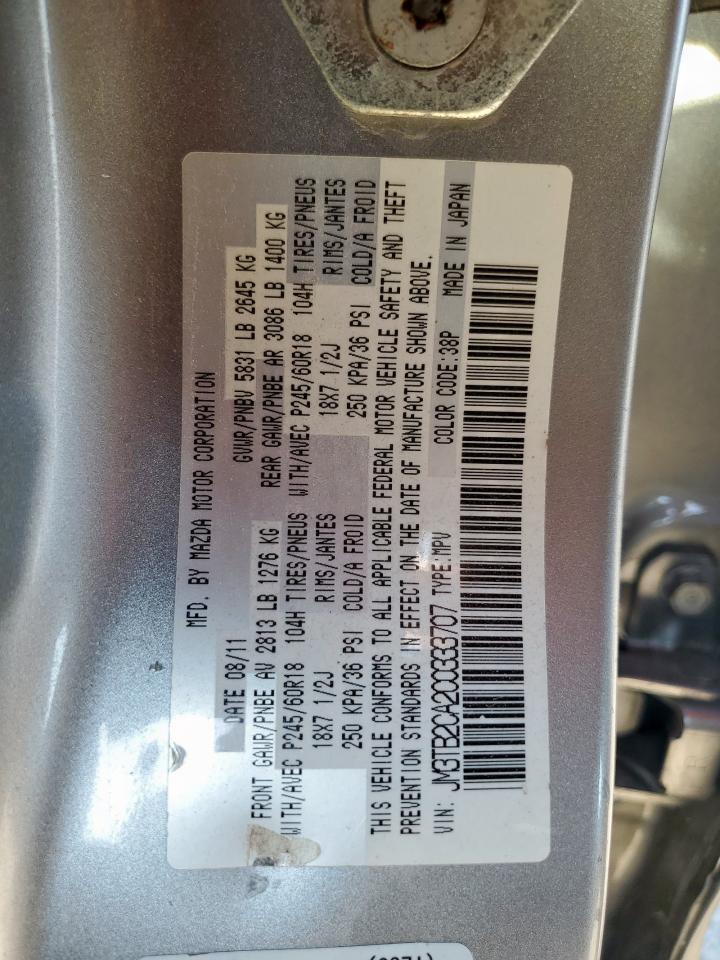 MFD. BY MAZDA MOTOR CORPORATION
DATE 08/11 GVWR/PNBV 5831 LB 2645 KG
FRONT GAWR/PNBE AV 2813 LB 1276 KG REAR GAWR/PNBE AR 3086 LB 1400 KG
WITH/AVEC P245/60R18 104H TIRES/PNEUS WITH/AVEC P245/60R18 104H TIRES/PNEUS
18X7 1/2J RIMS/JANTES 18X7 1/2J RIMS/JANTES
250 KPA/36 PSI COLD/A FROID 250 KPA/36 PSI COLD/A FROID
THIS VEHICLE CONFORMS TO ALL APPLICABLE FEDERAL MOTOR VEHICLE SAFETY AND THEFT
PREVENTION STANDARDS IN EFFECT ON THE DATE OF MANUFACTURE SHOWN ABOVE.
VIN: JM3TB2CA2C0333707 TYPE:MPV COLOR CODE:38P MADE IN JAPAN